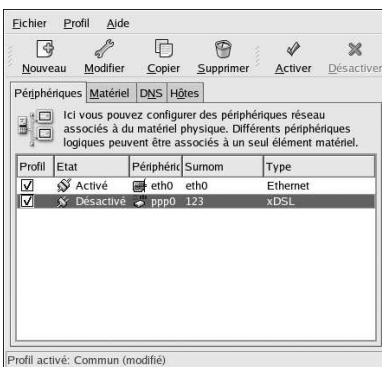 Fichier Profil Aide
Nouveau Modifier Copier Supprimer Activer Désactiver
Périphériques Matériel DNS Hôtes
Ici vous pouvez configurer des périphériques réseau
associés à du matériel physique. Différents périphériques
logiques peuvent être associés à un seul élément matériel.
Profil Etat Périphéric Surnom Type
Activé eth0 eth0 Ethernet
Désactivé ppp0 123 xDSL
Profil activé: Commun (modifié)